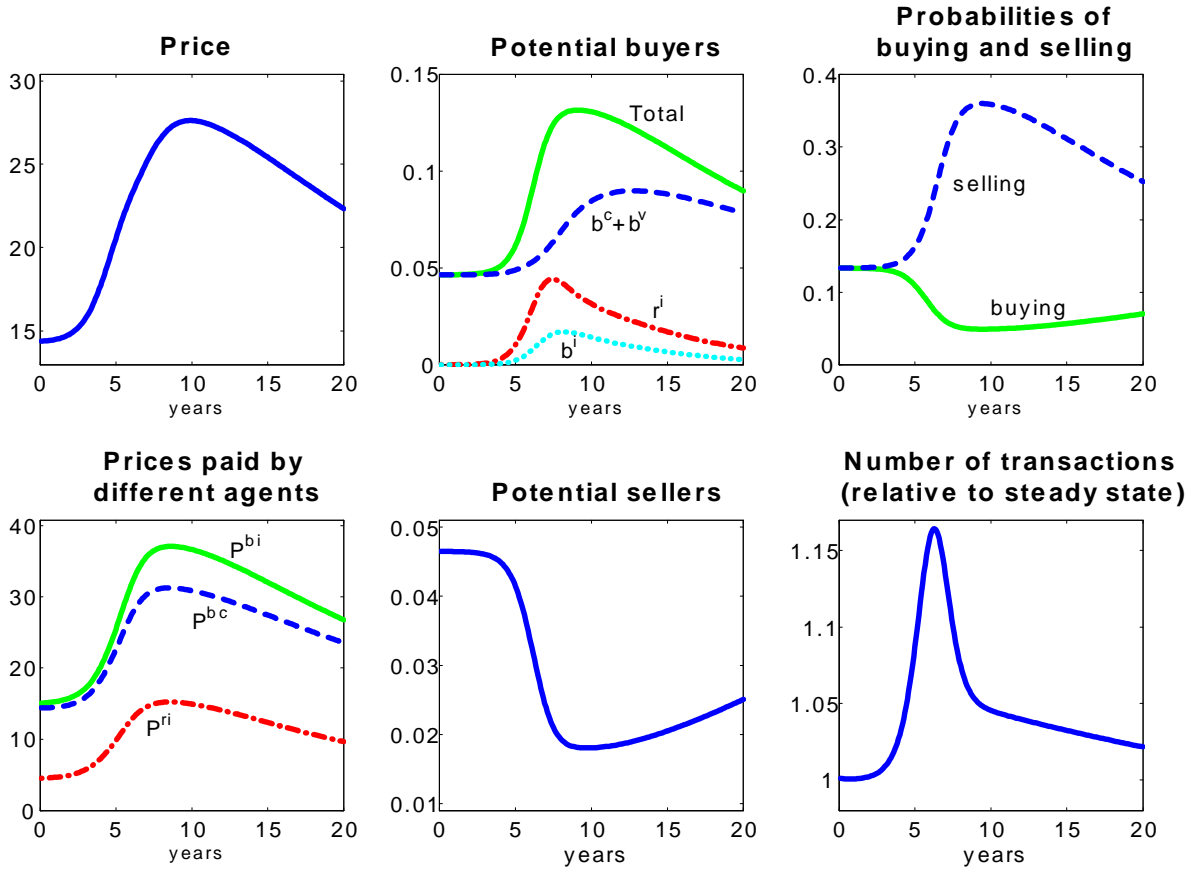 Price
30
25
20
15
0 5 10 15 20
years
Potential buyers
0.15
0.1
0.05
0
Total
b^c+b^v
r^i
b^i
0 5 10 15 20
years
Probabilities of
buying and selling
0.4
0.3
0.2
0.1
0
selling
buying
0 5 10 15 20
years
Prices paid by
different agents
40
30
20
10
0
P^bi
P^bc
P^ri
0 5 10 15 20
years
Potential sellers
0.05
0.04
0.03
0.02
0.01
0 5 10 15 20
years
Number of transactions
(relative to steady state)
1.15
1.1
1.05
1
0 5 10 15 20
years